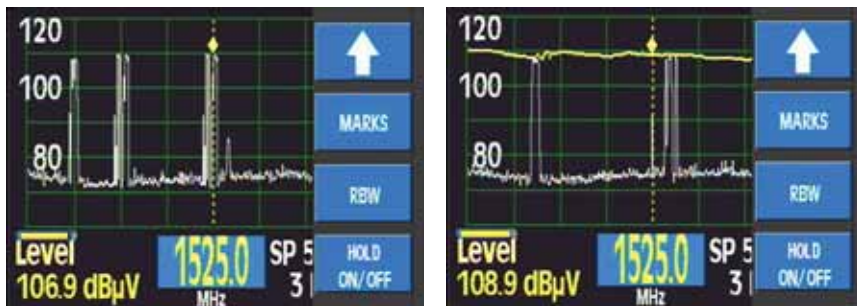 120
100
80
MARKS
RBW
HOLD
ON/OFF
Level
106.9 dBµV
1525.0
MHz
SP 5
3
120
100
80
MARKS
RBW
HOLD
ON/OFF
Level
108.9 dBµV
1525.0
MHz
SP 5
3